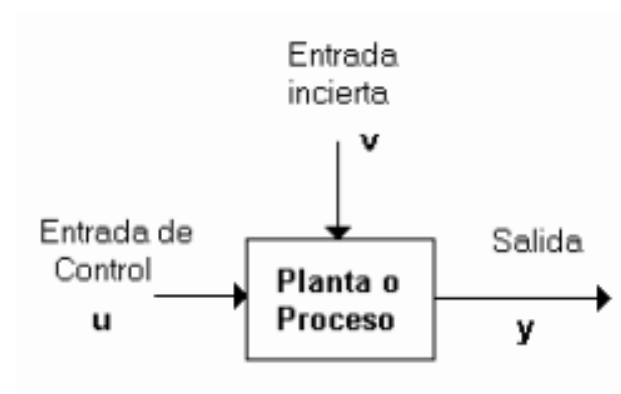 Entrada
incierta
v
Entrada de
Control
u
Planta o
Proceso
Salida
y